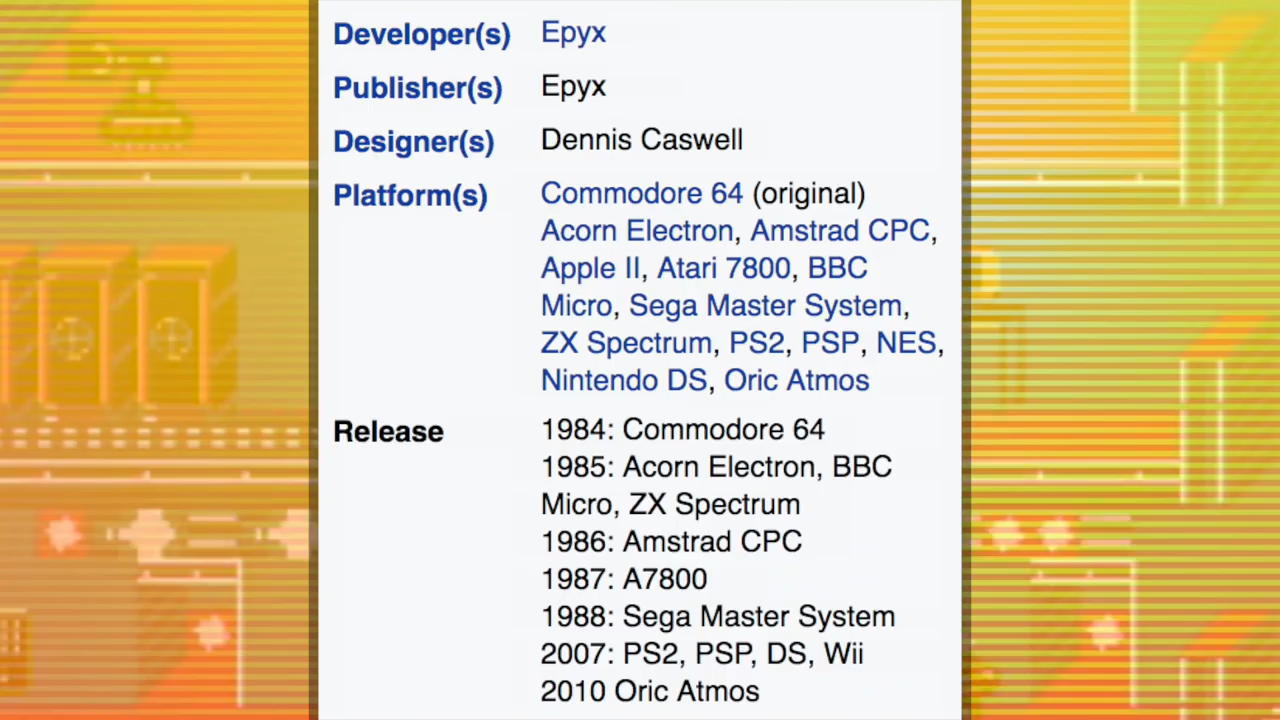 Developer(s) Epyx
Publisher(s) Epyx
Designer(s) Dennis Caswell
Platform(s) Commodore 64 (original)
Acorn Electron, Amstrad CPC,
Apple II, Atari 7800, BBC
Micro, Sega Master System,
ZX Spectrum, PS2, PSP, NES,
Nintendo DS, Oric Atmos
Release 1984: Commodore 64
1985: Acorn Electron, BBC
Micro, ZX Spectrum
1986: Amstrad CPC
1987: A7800
1988: Sega Master System
2007: PS2, PSP, DS, Wii
2010 Oric Atmos